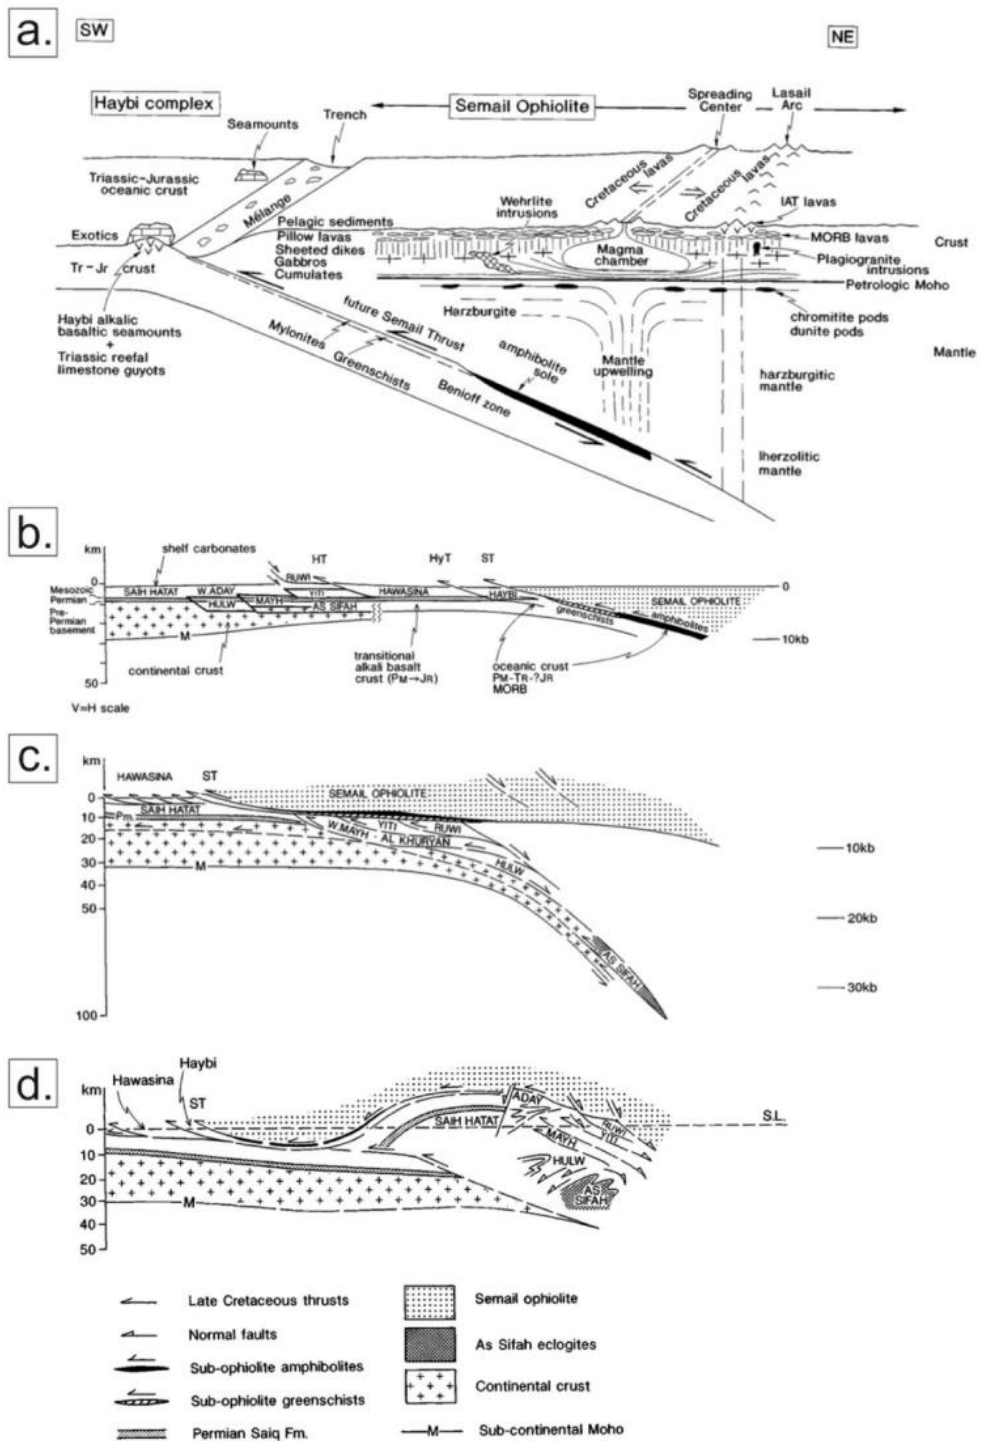 a.
SW
NE
Haybi complex
Semail Ophiolite
Spreading
Center
Lasail
Arc
Seamounts
Trench
Triassic-Jurassic
oceanic crust
Mélange
Cretaceous lavas
Cretaceous lavas
Wehrlite
intrusions
IAT lavas
Pelagic sediments
Exotics
Pillow lavas
Sheeted dikes
Gabbros
Cumulates
Magma
chamber
MORB lavas
Crust
Plagiogranite
intrusions
Tr-Jr crust
Petrologic Moho
Harzburgite
chromitite pods
dunite pods
Haybi alkalic
basaltic seamounts
+
Triassic reefal
limestone guyots
future Semail Thrust
Mylonites
Greenschists
amphibolite
sole
Benioff zone
Mantle
upwelling
Mantle
harzburgitic
mantle
lherzolitic
mantle
b.
km
shelf carbonates
HT
HyT
ST
0
RUWI
0
Mesozoic
Permian
SAIH HATAT
W.ADAY
YITI
HAWASINA
HAYBI
SEMAIL OPHIOLITE
HULW
MAYH
AS SIFAH
greenschists
amphibolites
Pre-
Permian
basement
M
10kb
continental crust
transitional
alkali basalt
crust (PM→JR)
oceanic crust
PM-TR-?JR
MORB
50
V=H scale
c.
km
HAWASINA
ST
0
SEMAIL OPHIOLITE
SAIH HATAT
10
Pm.
YITI
RUWI
W.MAYH
AL KHURYAN
20
HULW
10kb
30
M
40
50
20kb
AS SIFAH
30kb
100
d.
Haybi
Hawasina
km
ST
ADAY
S.L.
0
SAIH HATAT
RUWI
YITI
MAYH
10
HULW
20
AS
SIFAH
30
M
40
50
Late Cretaceous thrusts
Semail ophiolite
Normal faults
As Sifah eclogites
Sub-ophiolite amphibolites
Continental crust
Sub-ophiolite greenschists
Permian Saiq Fm.
M
Sub-continental Moho